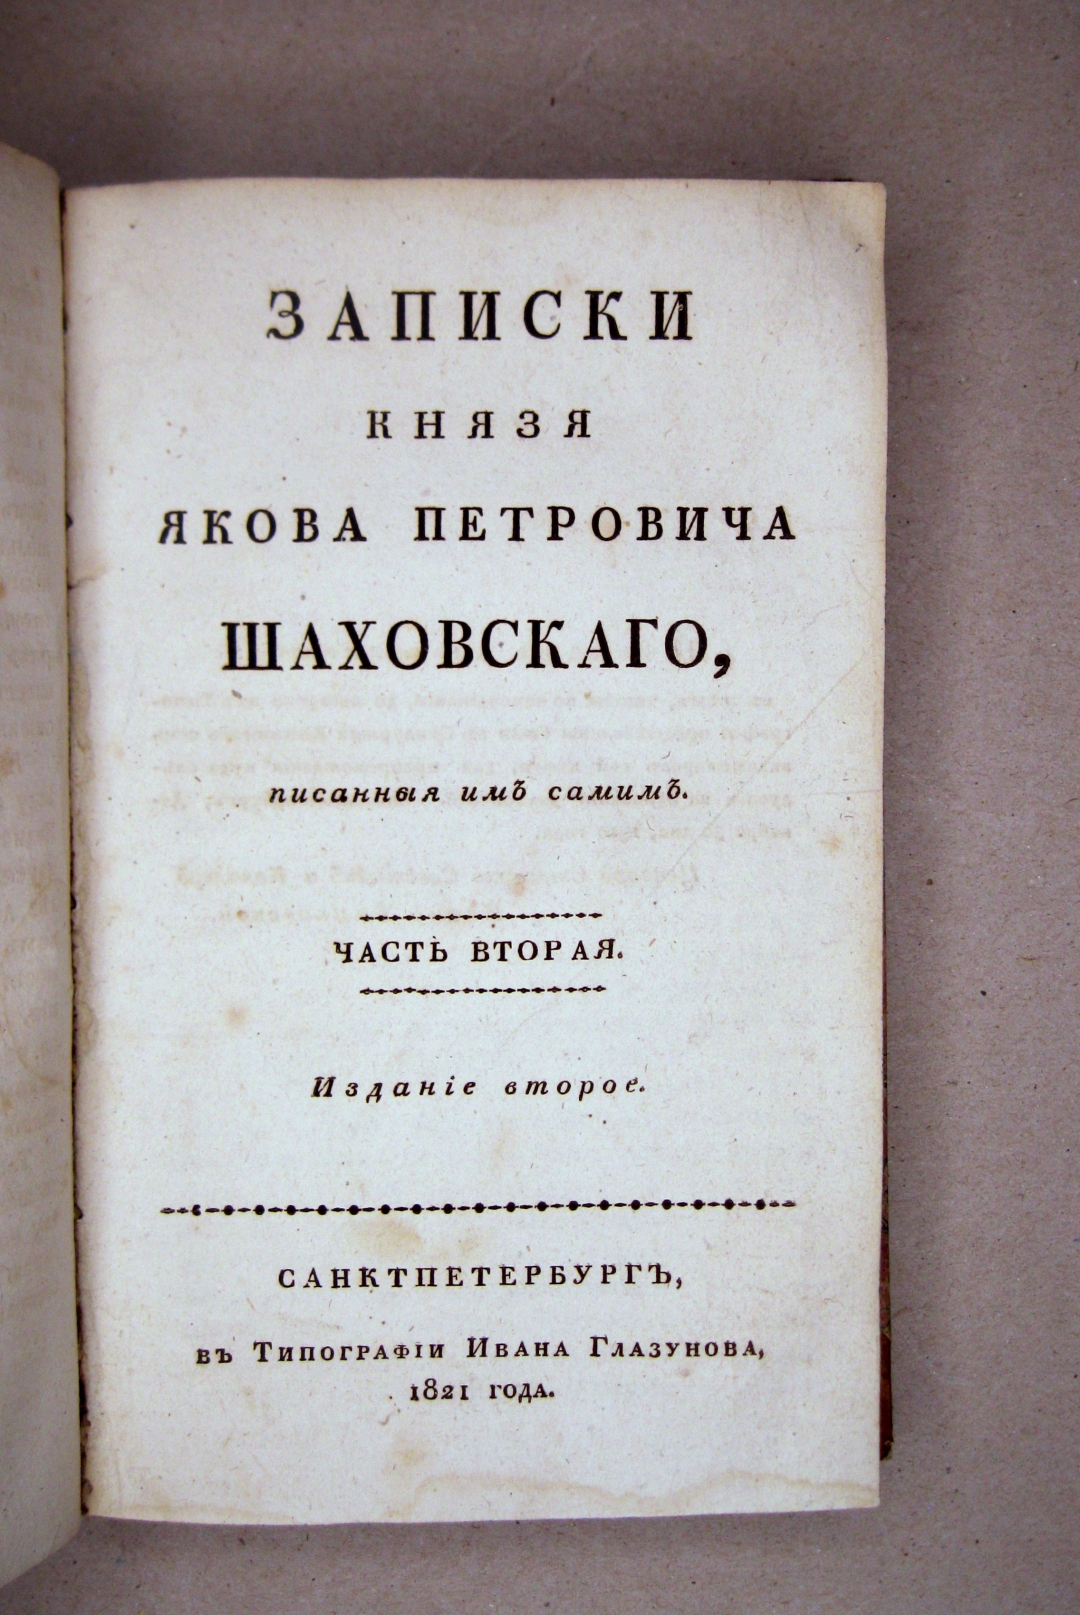 ЗАПИСКИ
КНЯЗЯ
ЯКОВА ПЕТРОВИЧА
ШАХОВСКАГО,
писанныя имъ самимъ.
ЧАСТЬ ВТОРАЯ.
Изданіе второе.
САНКТПЕТЕРБУРГЪ,
въ Типографіи Ивана Глазунова,
1821 года.